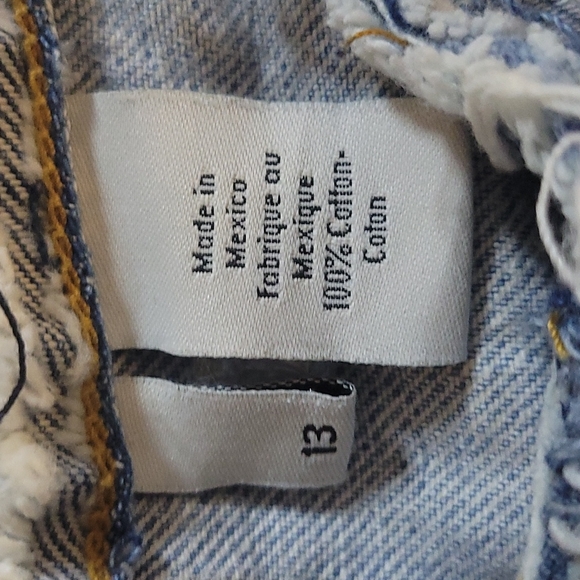 Made in
Mexico
Fabrique au
Mexique
100% Cotton-
Coton
13